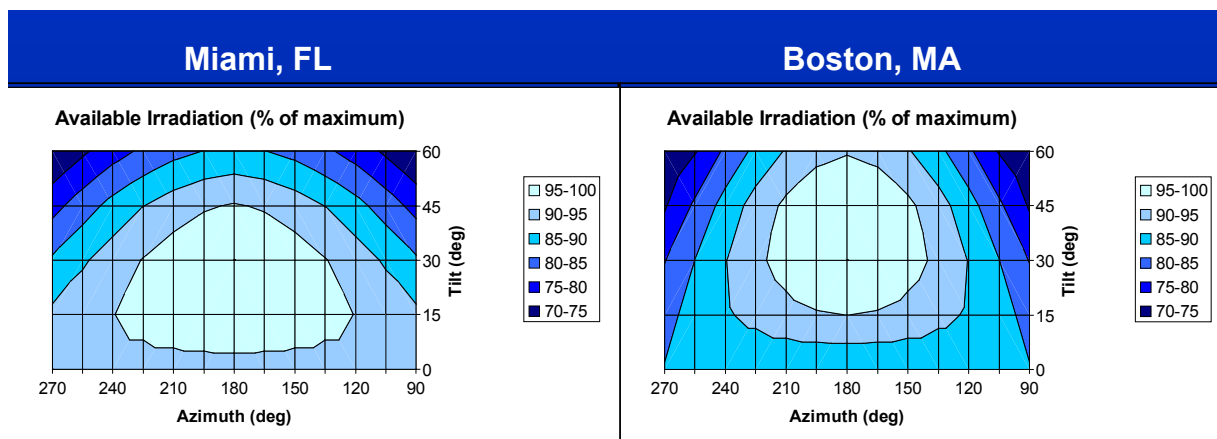 Miami, FL
Boston, MA
Available Irradiation (% of maximum)
60
45
30
15
0
Tilt (deg)
270 240 210 180 150 120 90
Azimuth (deg)
95-100
90-95
85-90
80-85
75-80
70-75
Available Irradiation (% of maximum)
60
45
30
15
0
Tilt (deg)
270 240 210 180 150 120 90
Azimuth (deg)
95-100
90-95
85-90
80-85
75-80
70-75